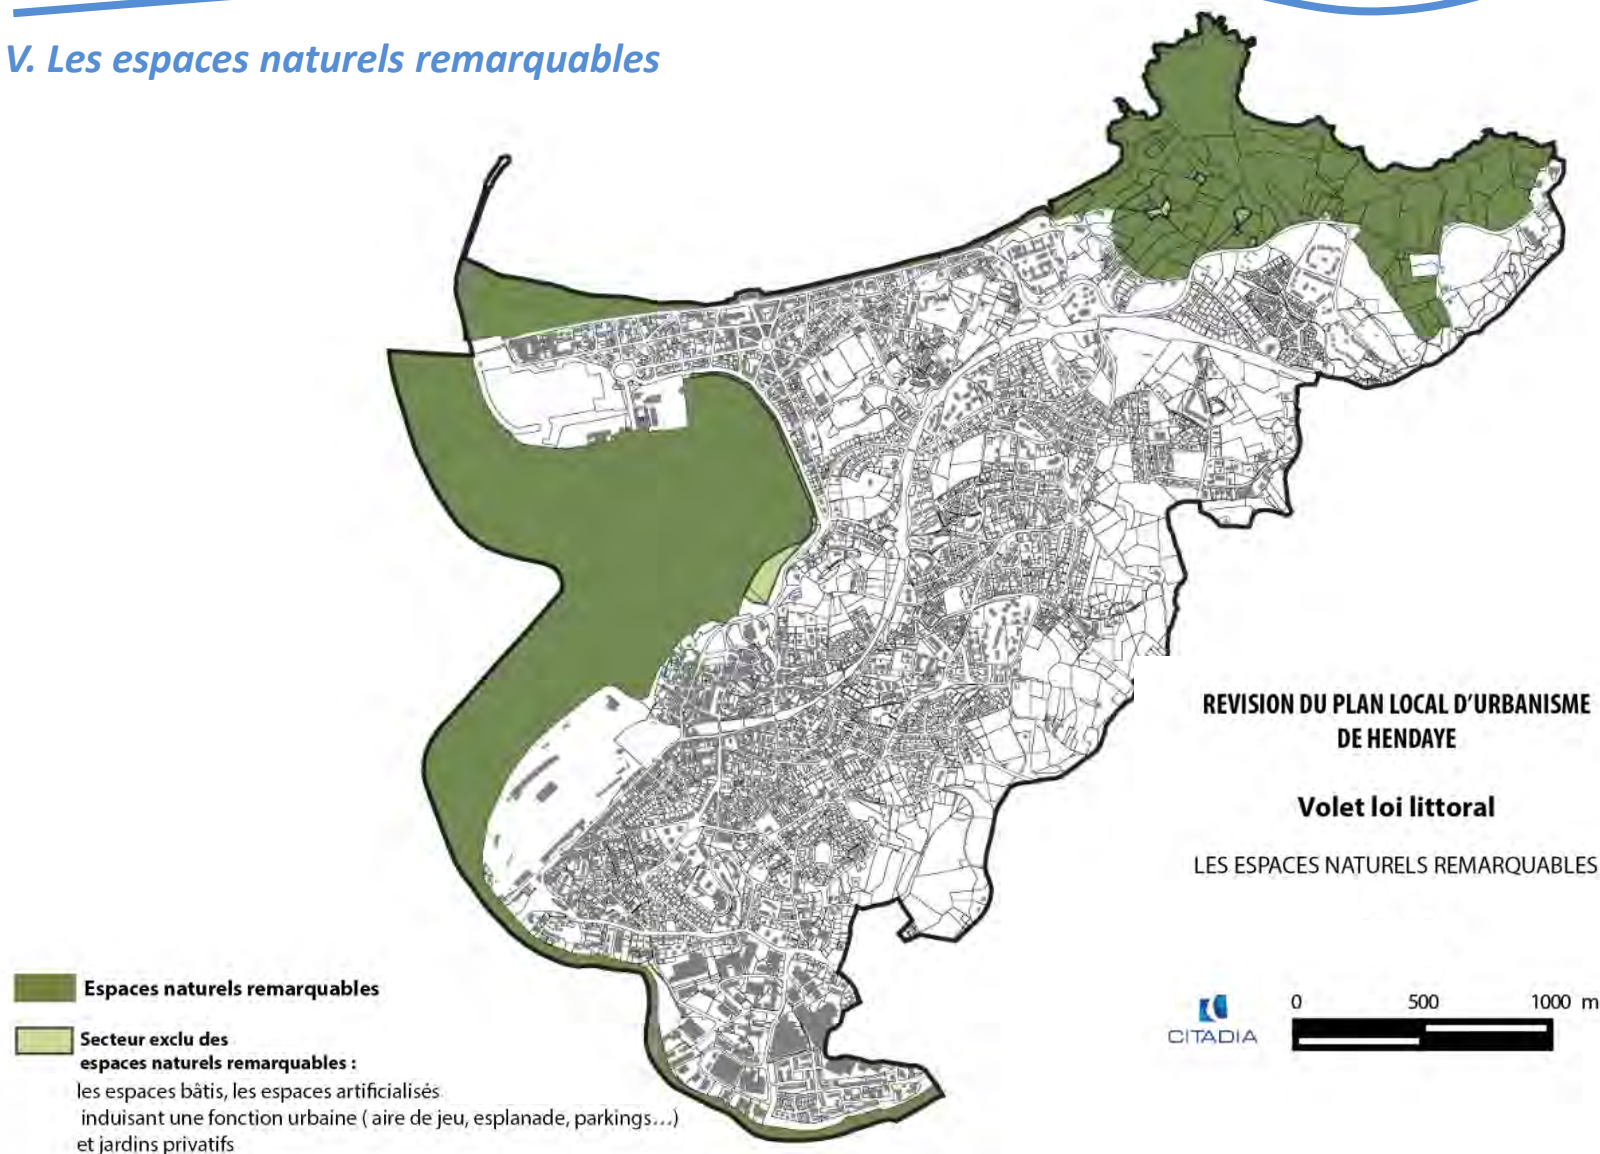 V. Les espaces naturels remarquables
REVISION DU PLAN LOCAL D'URBANISME
DE HENDAYE
Volet loi littoral
LES ESPACES NATURELS REMARQUABLES
Espaces naturels remarquables
Secteur exclu des
espaces naturels remarquables :
les espaces bâtis, les espaces artificialisés
induisant une fonction urbaine ( aire de jeu, esplanade, parkings...)
et jardins privatifs
CITADIA
0 500 1000 m